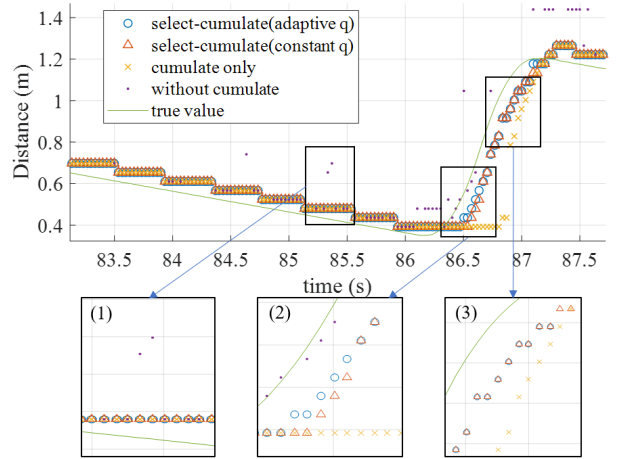 1.4
1.2
1
0.8
0.6
0.4
Distance (m)
select-cumulate(adaptive q)
select-cumulate(constant q)
cumulate only
without cumulate
true value
83.5 84 84.5 85 85.5 86 86.5 87 87.5
time (s)
(1)
(2)
(3)